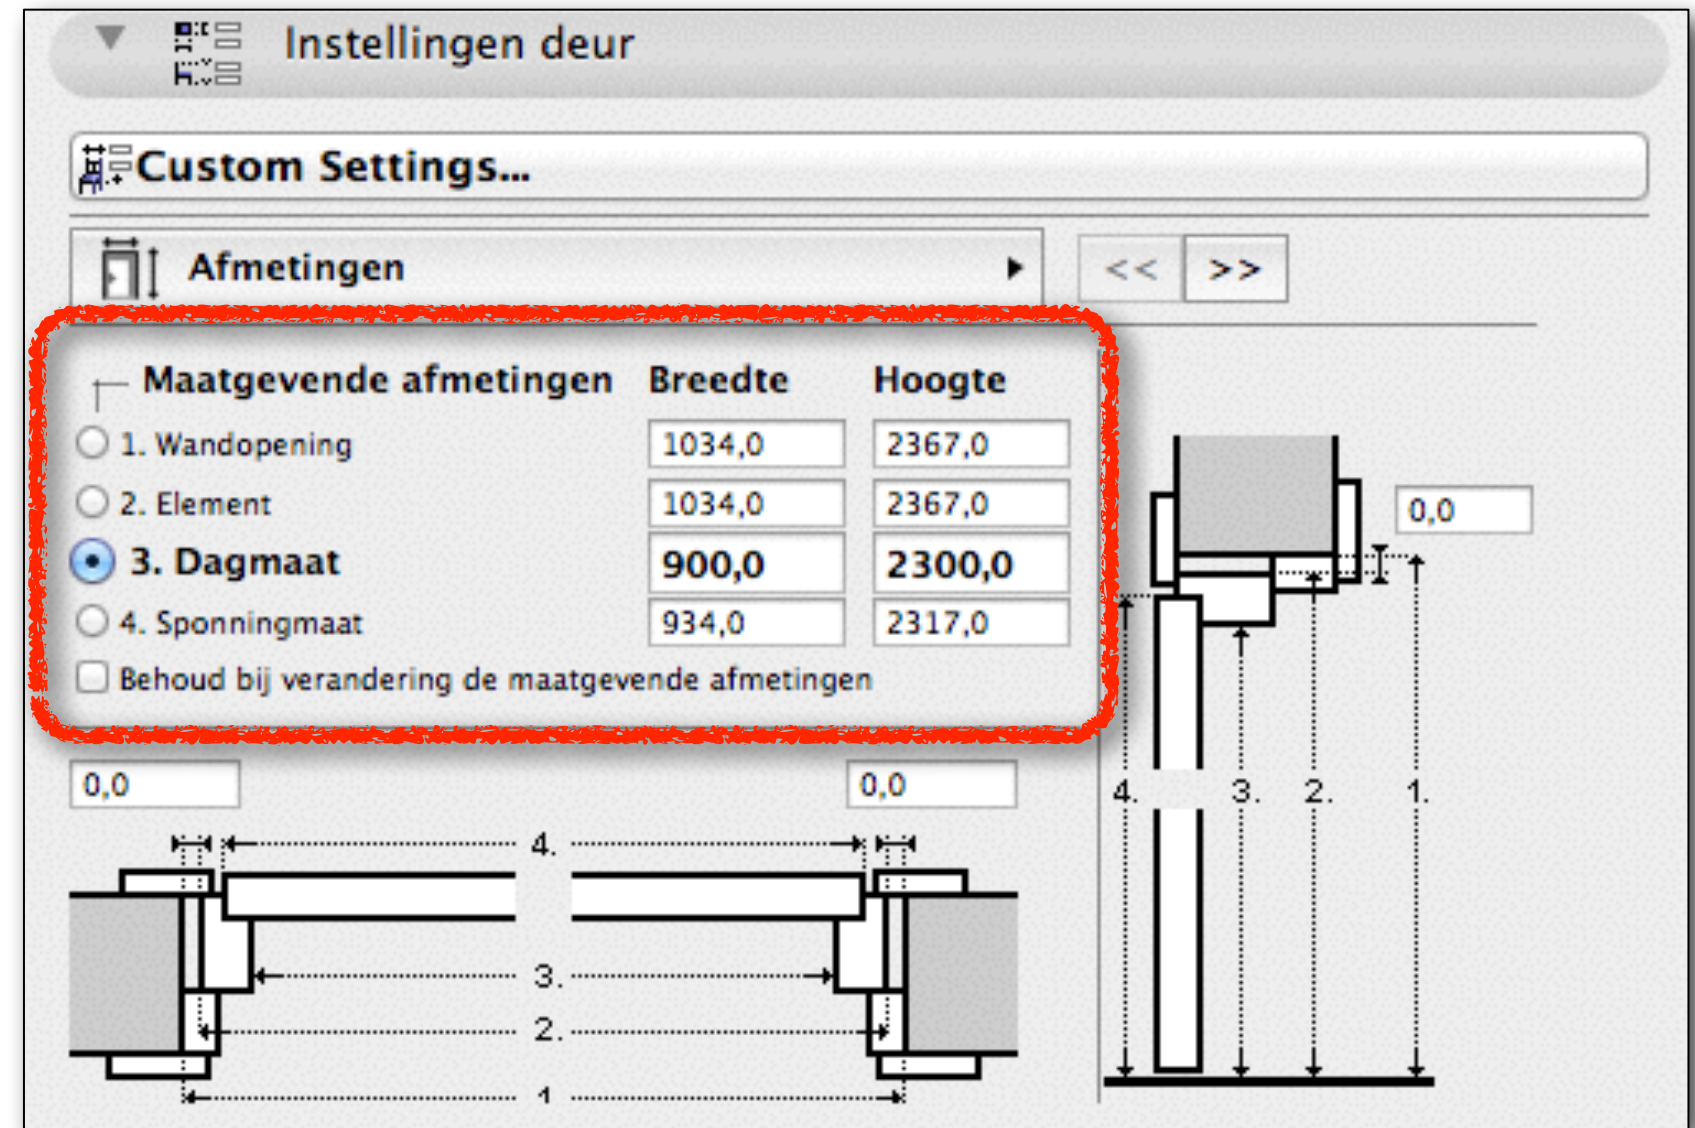 Instellingen deur
Custom Settings...
Afmetingen << >>
Maatgevende afmetingen Breedte Hoogte
1. Wandopening 1034,0 2367,0
2. Element 1034,0 2367,0
3. Dagmaat 900,0 2300,0
4. Sponningmaat 934,0 2317,0
Behoud bij verandering de maatgevende afmetingen
0,0
0,0 0,0
4. 3. 2. 1.
4.
3.
2.
1